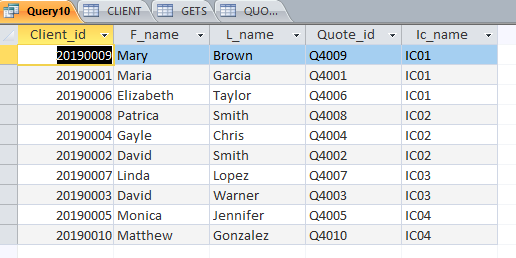 Query10 CLIENT GETS QUO...
Client_id F_name L_name Quote_id Ic_name
20190009 Mary Brown Q4009 IC01
20190001 Maria Garcia Q4001 IC01
20190006 Elizabeth Taylor Q4006 IC01
20190008 Patrica Smith Q4008 IC02
20190004 Gayle Chris Q4004 IC02
20190002 David Smith Q4002 IC02
20190007 Linda Lopez Q4007 IC03
20190003 David Warner Q4003 IC03
20190005 Monica Jennifer Q4005 IC04
20190010 Matthew Gonzalez Q4010 IC04